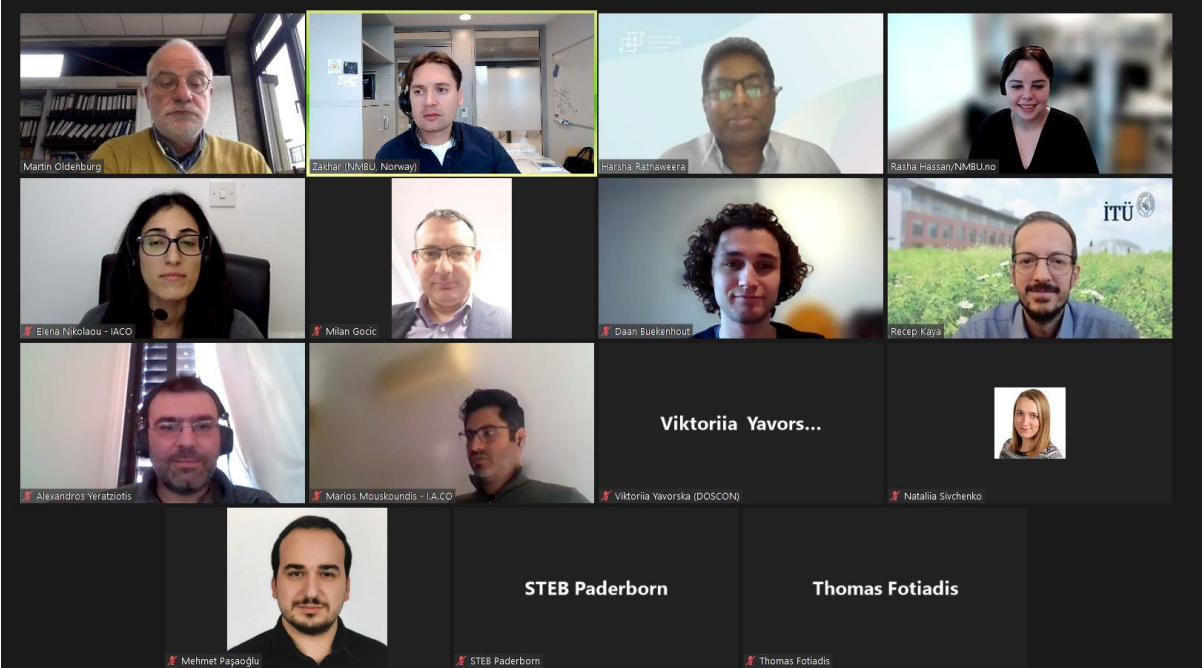 Martin Oldenburg
Zakhar (NMBU, Norway)
Harsha Ratnaweera
Rasha Hassan/NMBU.no
Elena Nikolaou - IACO
Milan Gocic
Daan Buekenhout
İTÜ
Recep Kaya
Alexandros Yeratziotis
Marios Mouskoundis - I.A.CO
Viktoriia Yavors...
Viktoriia Yavorska (DOSCON)
Nataliia Sivchenko
Mehmet Paşaoğlu
STEB Paderborn
STEB Paderborn
Thomas Fotiadis
Thomas Fotiadis